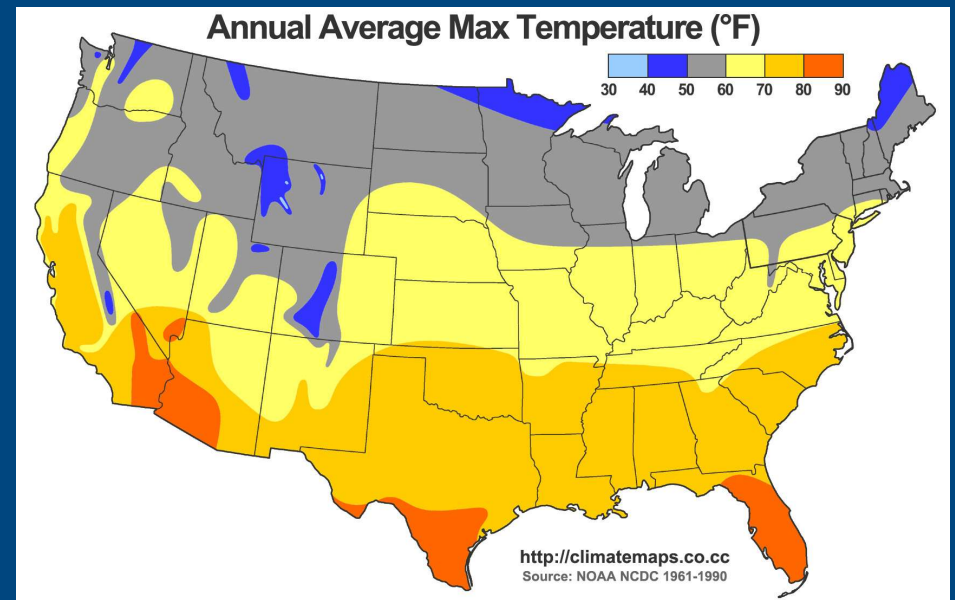 Annual Average Max Temperature (°F)
30 40 50 60 70 80 90
http://climatemaps.co.cc
Source: NOAA NCDC 1961-1990